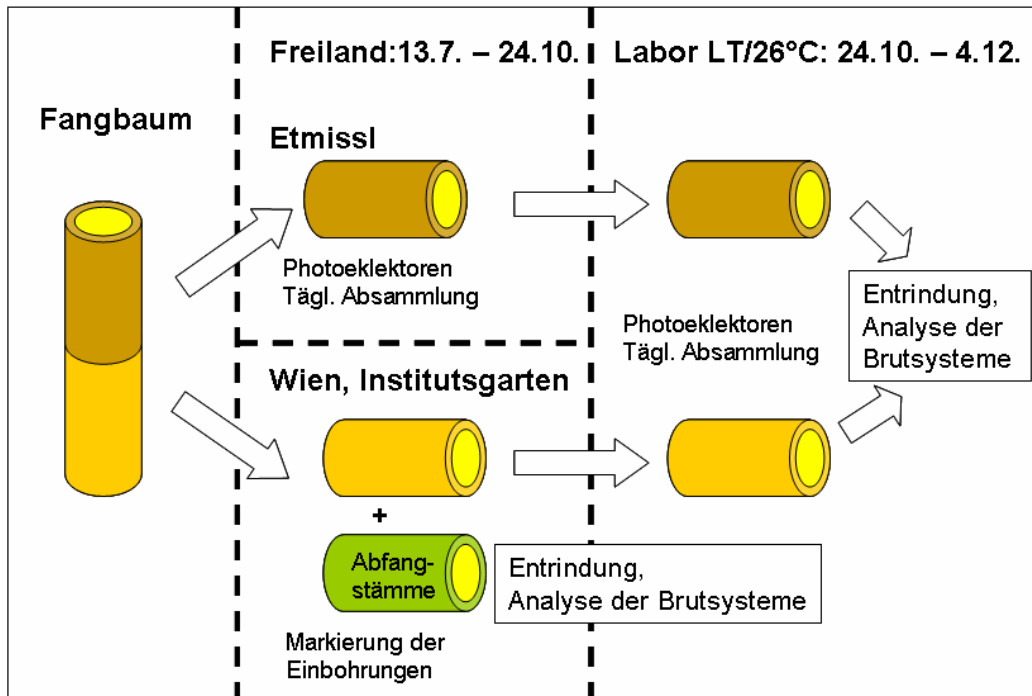 Fangbaum
Freiland:13.7. – 24.10.
Etmissl
Photoeklektoren
Tägl. Absammlung
Wien, Institutsgarten
+
Abfang-
stämme
Markierung der
Einbohrungen
Entrindung,
Analyse der Brutsysteme
Labor LT/26°C: 24.10. – 4.12.
Photoeklektoren
Tägl. Absammlung
Entrindung,
Analyse der
Brutsysteme